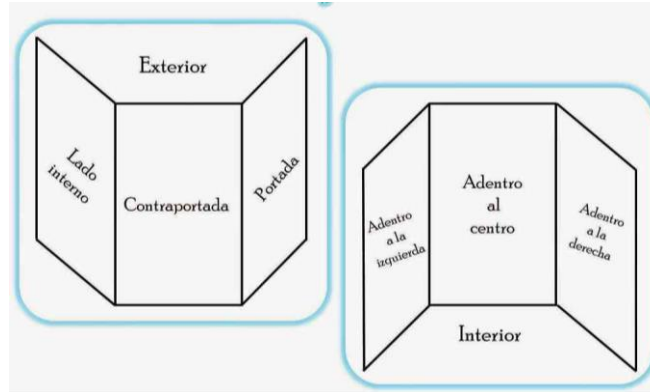 Exterior
Lado
interno
Contraportada
Portada
Adentro
a la
izquierda
Adentro
al
centro
Adentro
a la
derecha
Interior